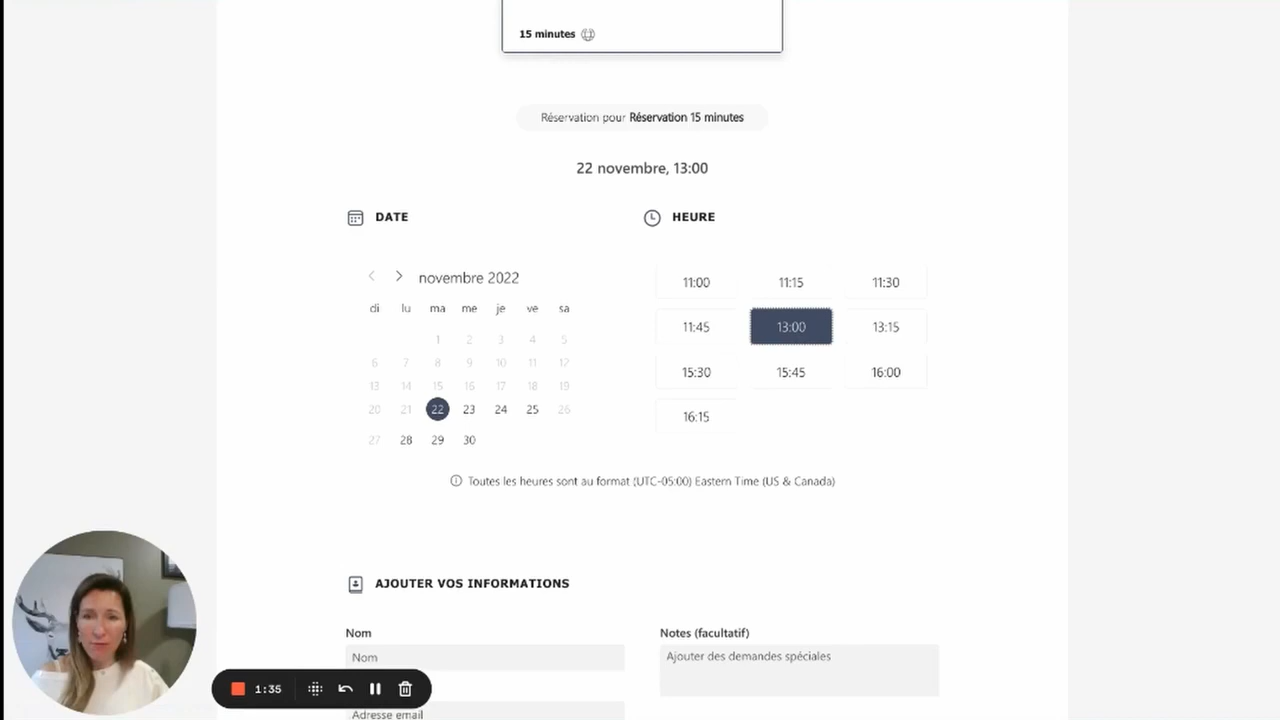 15 minutes
Réservation pour Réservation 15 minutes
22 novembre, 13:00
DATE
HEURE
novembre 2022
di lu ma me je ve sa
1 2 3 4 5
6 7 8 9 10 11 12
13 14 15 16 17 18 19
20 21 22 23 24 25 26
27 28 29 30
11:00 11:15 11:30
11:45 13:00 13:15
15:30 15:45 16:00
16:15
Toutes les heures sont au format (UTC-05:00) Eastern Time (US & Canada)
AJOUTER VOS INFORMATIONS
Nom
Nom
Notes (facultatif)
Ajouter des demandes spéciales
Adresse email
1:35